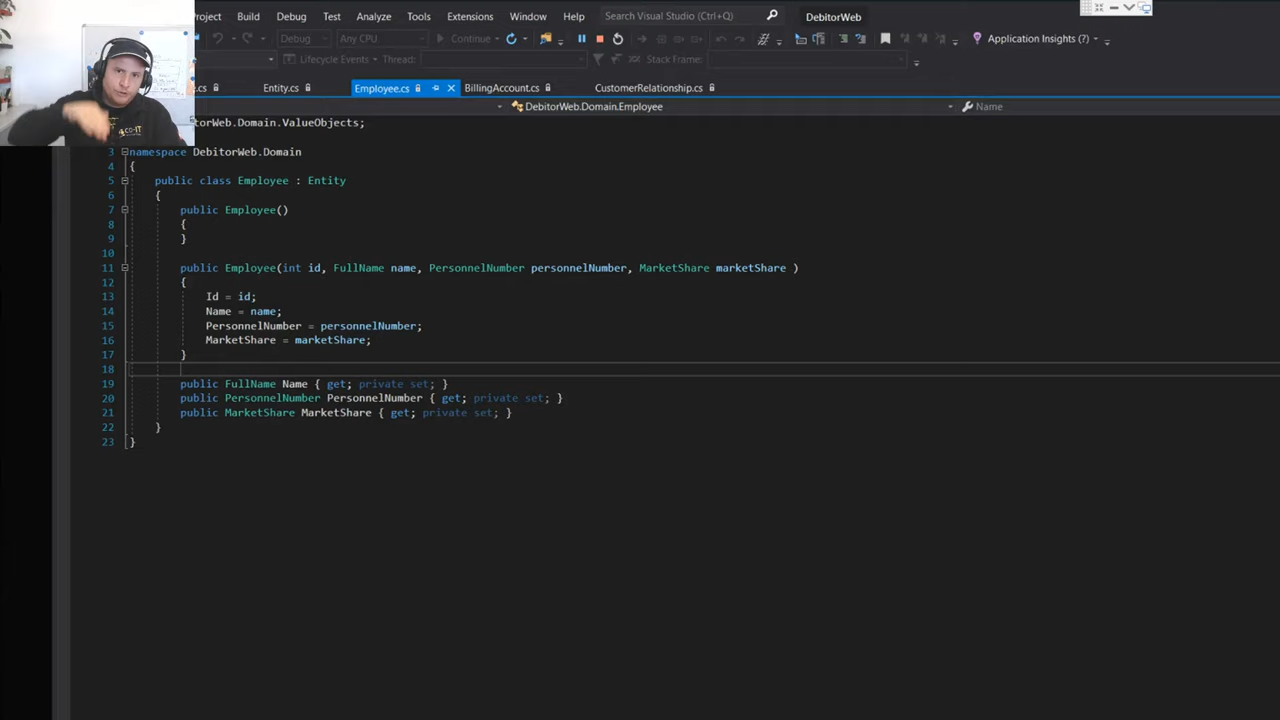 Project Build Debug Test Analyze Tools Extensions Window Help Search Visual Studio (Ctrl+Q) DebitorWeb
Debug Any CPU Continue Application Insights (?)
Lifecycle Events Thread: Stack Frame:
.cs Entity.cs Employee.cs BillingAccount.cs CustomerRelationship.cs
DebitorWeb.Domain.Employee Name
torWeb.Domain.ValueObjects;
3 namespace DebitorWeb.Domain
4 {
5 public class Employee : Entity
6 {
7 public Employee()
8 {
9 }
10
11 public Employee(int id, FullName name, PersonnelNumber personnelNumber, MarketShare marketShare )
12 {
13 Id = id;
14 Name = name;
15 PersonnelNumber = personnelNumber;
16 MarketShare = marketShare;
17 }
18
19 public FullName Name { get; private set; }
20 public PersonnelNumber PersonnelNumber { get; private set; }
21 public MarketShare MarketShare { get; private set; }
22 }
23 }
CO-IT